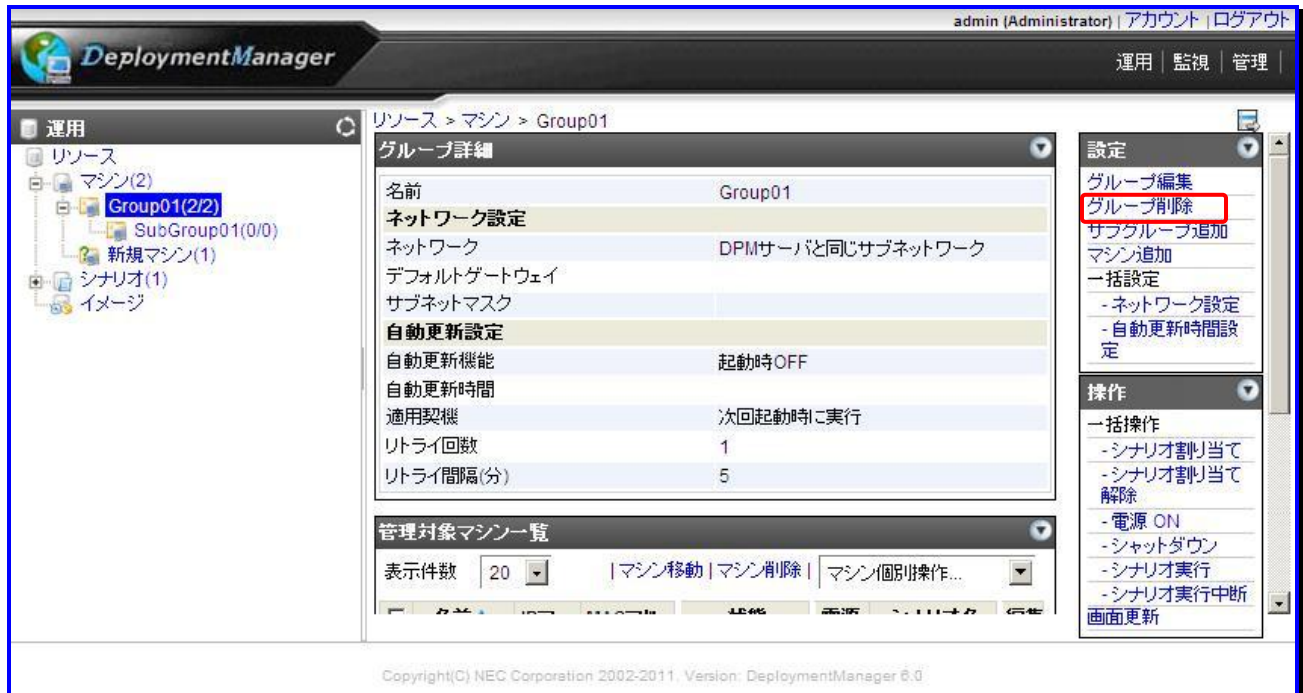 admin (Administrator) | アカウント | ログアウト
DeploymentManager
運用 | 監視 | 管理 |
運用
リソース
マシン(2)
Group01(2/2)
SubGroup01(0/0)
新規マシン(1)
シナリオ(1)
イメージ
リソース > マシン > Group01
グループ詳細
名前 Group01
ネットワーク設定
ネットワーク DPMサーバと同じサブネットワーク
デフォルトゲートウェイ
サブネットマスク
自動更新設定
自動更新機能 起動時OFF
自動更新時間
適用契機 次回起動時に実行
リトライ回数 1
リトライ間隔(分) 5
管理対象マシン一覧
表示件数 20 | マシン移動 | マシン削除 | マシン個別操作...
設定
グループ編集
グループ削除
サブグループ追加
マシン追加
一括設定
- ネットワーク設定
- 自動更新時間設
定
操作
一括操作
- シナリオ割り当て
- シナリオ割り当て
解除
- 電源 ON
- シャットダウン
- シナリオ実行
- シナリオ実行中断
画面更新
Copyright(C) NEC Corporation 2002-2011. Version: DeploymentManager 6.0